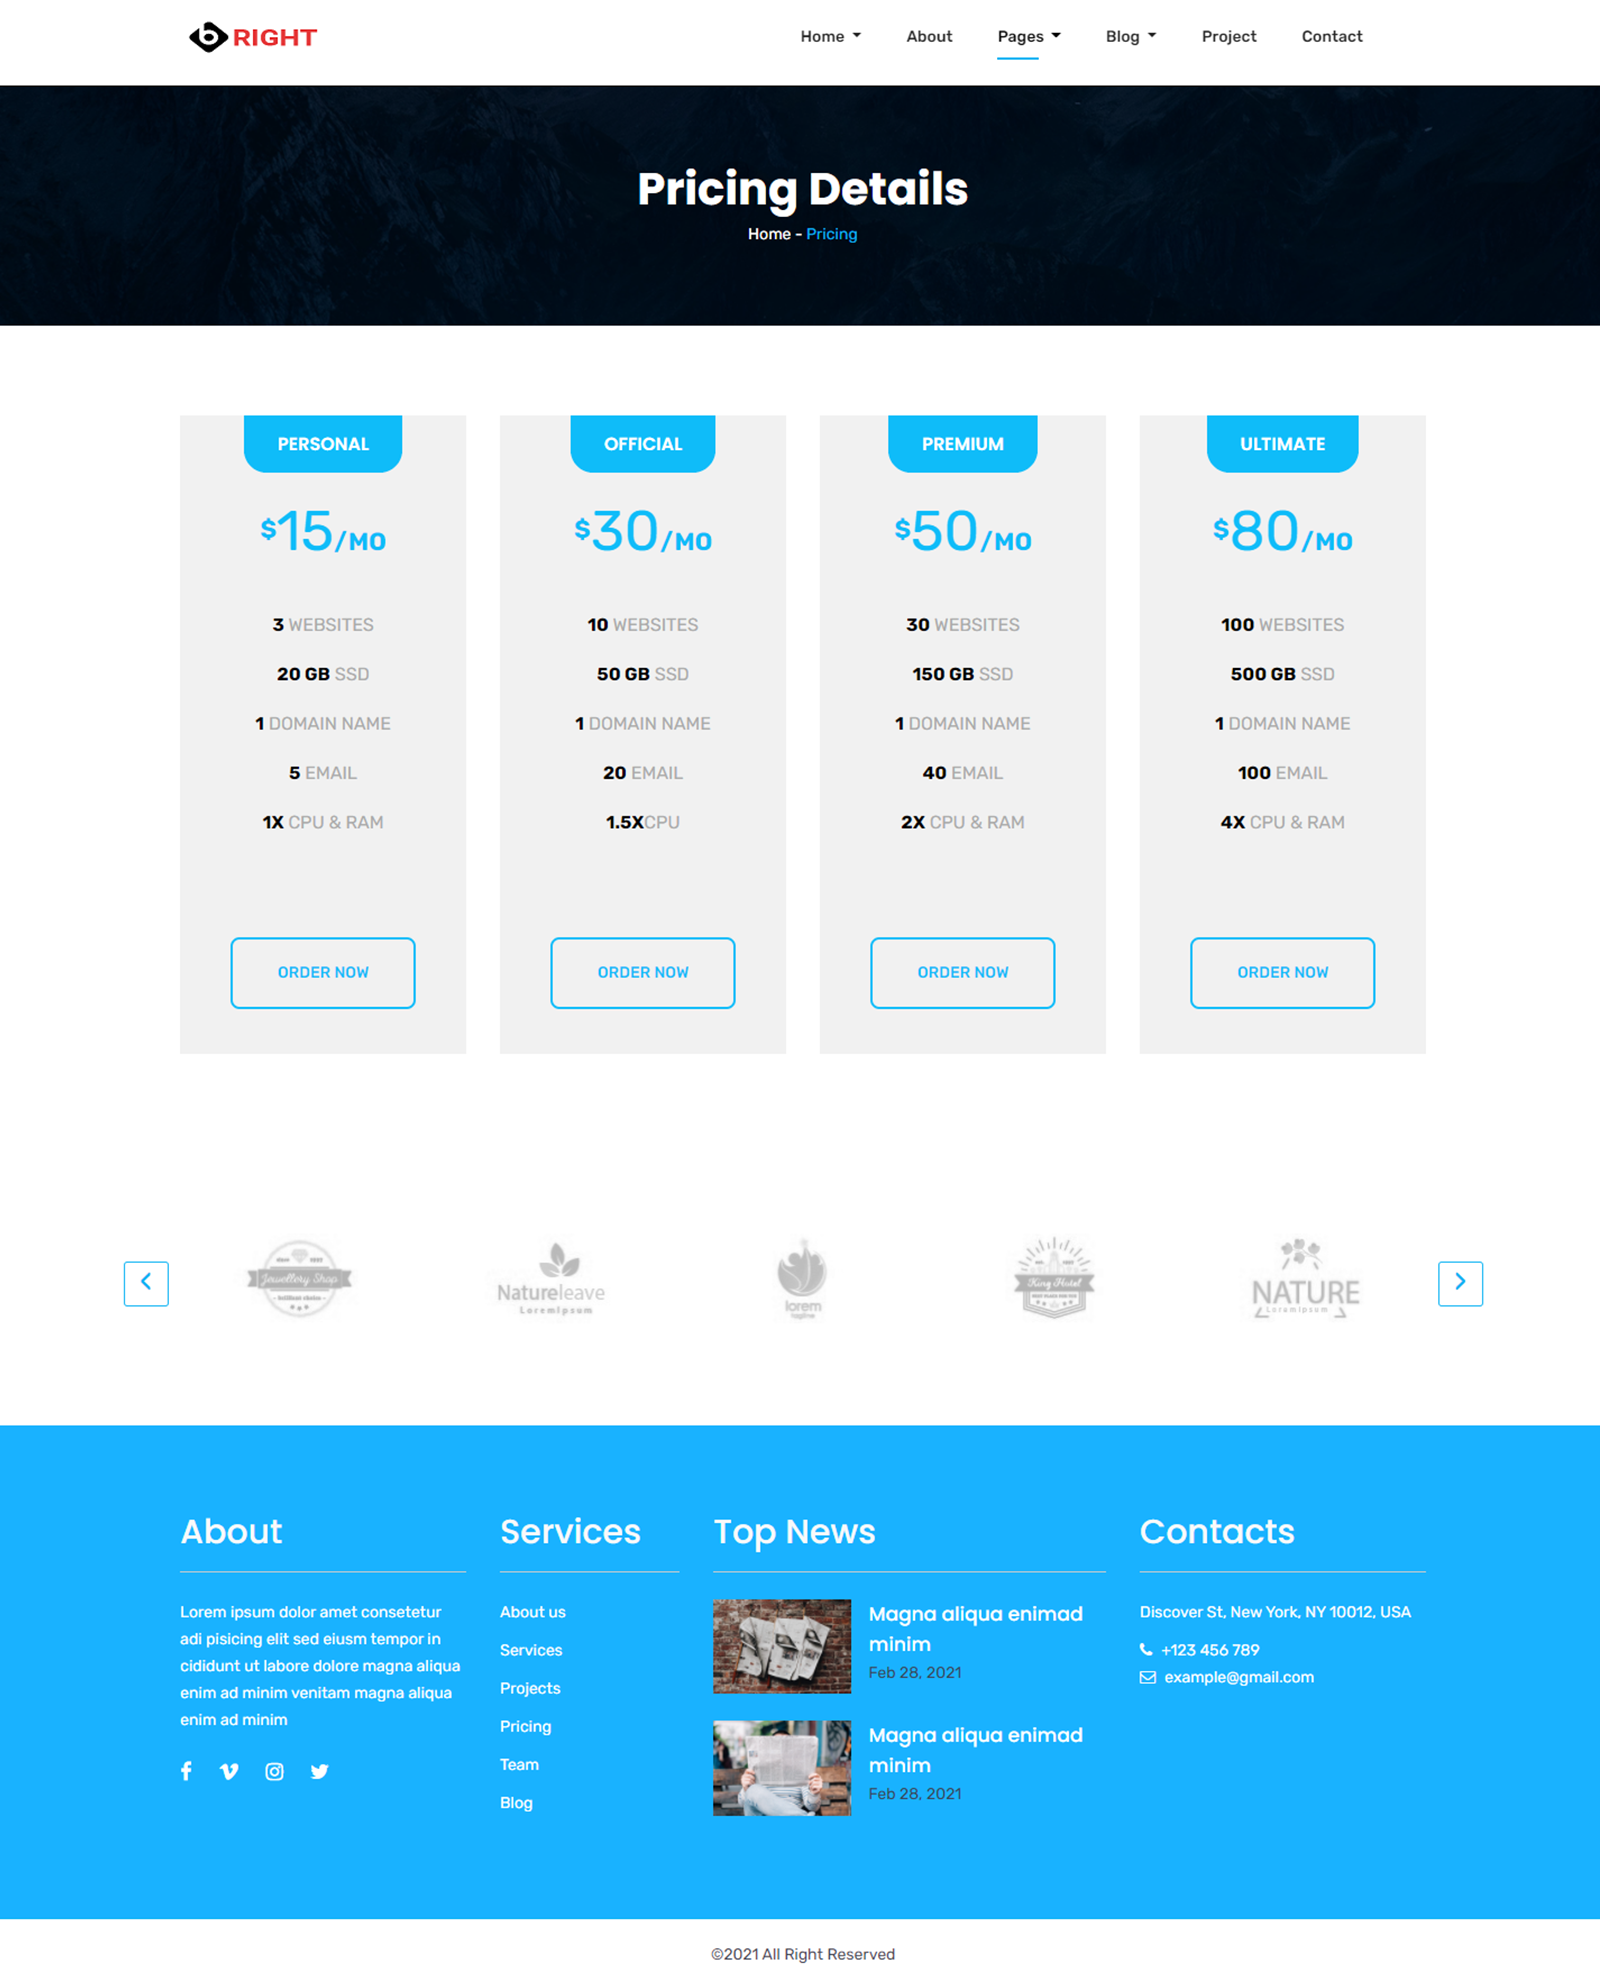 b RIGHT
Home
About
Pages
Blog
Project
Contact
Pricing Details
Home - Pricing
PERSONAL
$15/MO
3 WEBSITES
20 GB SSD
1 DOMAIN NAME
5 EMAIL
1X CPU & RAM
ORDER NOW
OFFICIAL
$30/MO
10 WEBSITES
50 GB SSD
1 DOMAIN NAME
20 EMAIL
1.5XCPU
ORDER NOW
PREMIUM
$50/MO
30 WEBSITES
150 GB SSD
1 DOMAIN NAME
40 EMAIL
2X CPU & RAM
ORDER NOW
ULTIMATE
$80/MO
100 WEBSITES
500 GB SSD
1 DOMAIN NAME
100 EMAIL
4X CPU & RAM
ORDER NOW
Jewellery Shop
Natureleave
LoremIpsum
lorem
tagline
King Hotel
NATURE
LoremIpsum
About
Lorem ipsum dolor amet consetetur
adi pisicing elit sed eiusm tempor in
cididunt ut labore dolore magna aliqua
enim ad minim venitam magna aliqua
enim ad minim
Services
About us
Services
Projects
Pricing
Team
Blog
Top News
Magna aliqua enimad
minim
Feb 28, 2021
Magna aliqua enimad
minim
Feb 28, 2021
Contacts
Discover St, New York, NY 10012, USA
+123 456 789
example@gmail.com
©2021 All Right Reserved